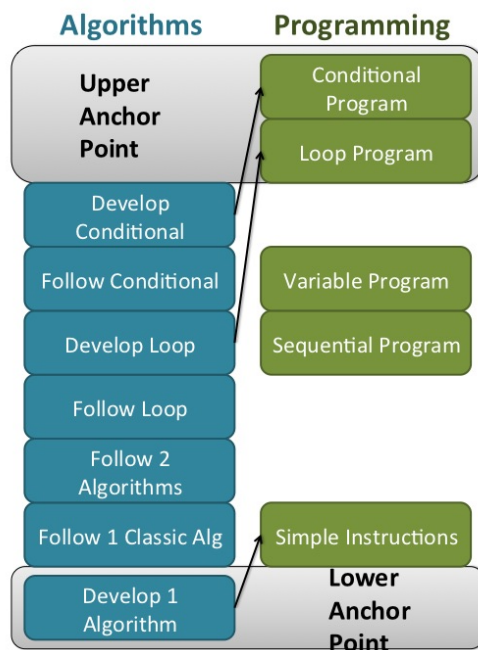 Algorithms
Programming
Upper
Anchor
Point
Conditional
Program
Loop Program
Develop
Conditional
Follow Conditional
Variable Program
Develop Loop
Sequential Program
Follow Loop
Follow 2
Algorithms
Follow 1 Classic Alg
Simple Instructions
Develop 1
Algorithm
Lower
Anchor
Point